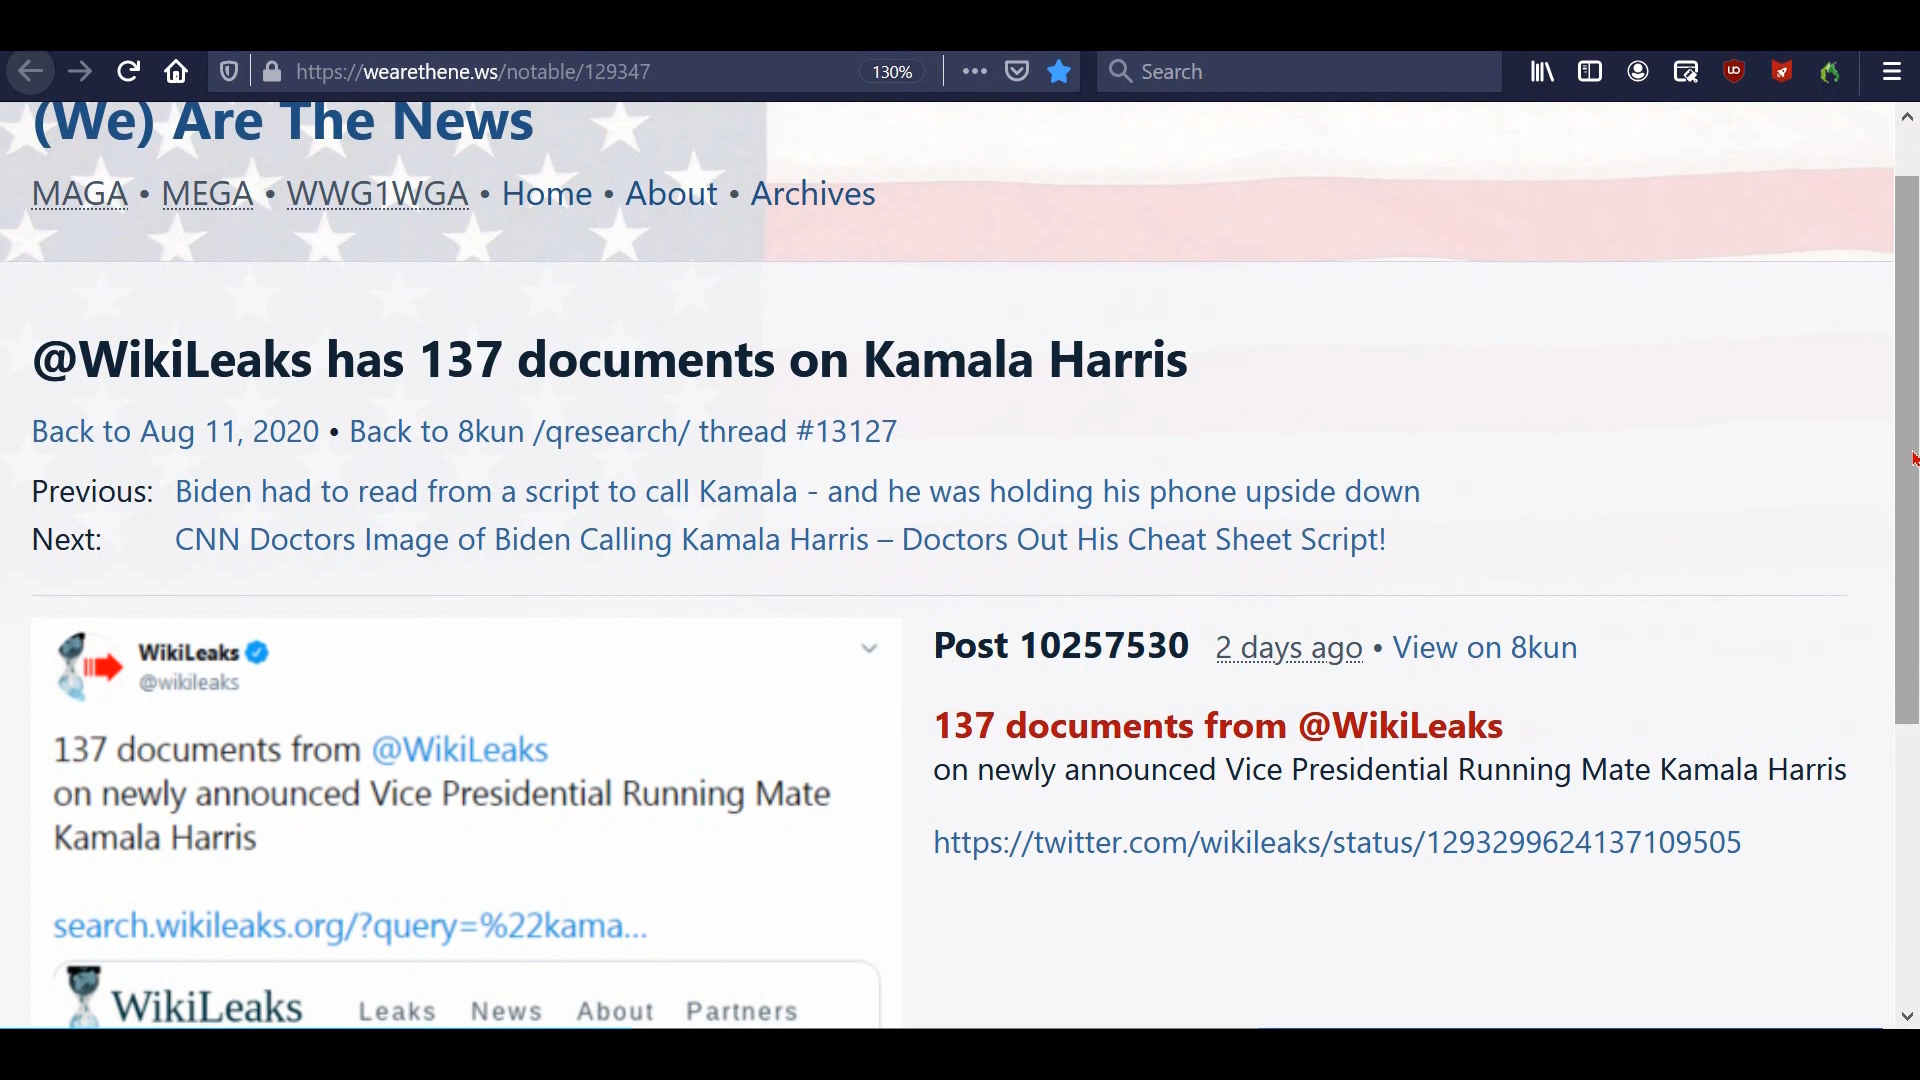 https://wearethene.ws/notable/129347
130%
Search
(We) Are The News
MAGA • MEGA • WWG1WGA • Home • About • Archives
@WikiLeaks has 137 documents on Kamala Harris
Back to Aug 11, 2020 • Back to 8kun /qresearch/ thread #13127
Previous: Biden had to read from a script to call Kamala - and he was holding his phone upside down
Next: CNN Doctors Image of Biden Calling Kamala Harris – Doctors Out His Cheat Sheet Script!
WikiLeaks
@wikileaks
137 documents from @WikiLeaks
on newly announced Vice Presidential Running Mate
Kamala Harris
search.wikileaks.org/?query=%22kama...
WikiLeaks Leaks News About Partners
Post 10257530 2 days ago • View on 8kun
137 documents from @WikiLeaks
on newly announced Vice Presidential Running Mate Kamala Harris
https://twitter.com/wikileaks/status/1293299624137109505